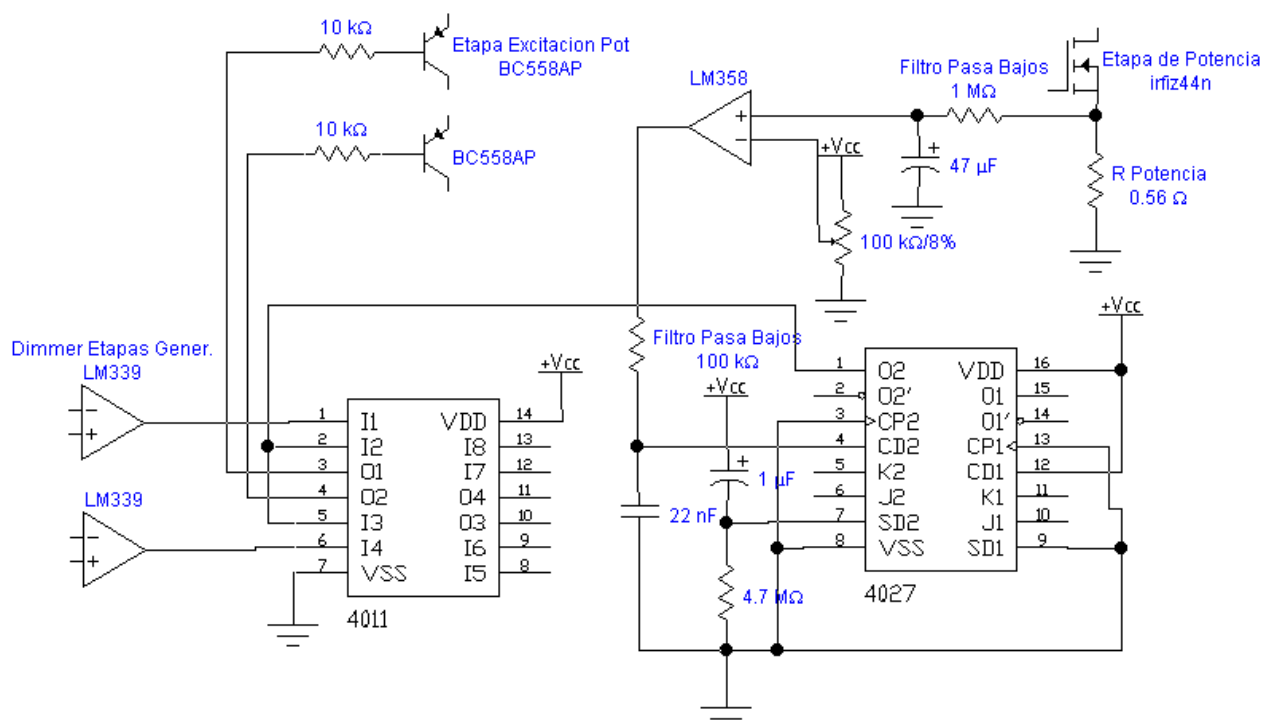 10 kΩ
Etapa Excitacion Pot
BC558AP
10 kΩ
BC558AP
LM358
+
−
Filtro Pasa Bajos
1 MΩ
Etapa de Potencia
irfiz44n
+Vcc
+
47 µF
R Potencia
0.56 Ω
100 kΩ/8%
+Vcc
Dimmer Etapas Gener.
LM339
−
+
Filtro Pasa Bajos
100 kΩ
+Vcc
+Vcc
+
1 µF
22 nF
4.7 MΩ
LM339
−
+
1 I1 VDD 14
2 I2 I8 13
3 O1 I7 12
4 O2 O4 11
5 I3 O3 10
6 I4 I6 9
7 VSS I5 8
4011
1 O2 VDD 16
2 O2' O1 15
3 CP2 O1' 14
4 CD2 CP1 13
5 K2 CD1 12
6 J2 K1 11
7 SD2 J1 10
8 VSS SD1 9
4027